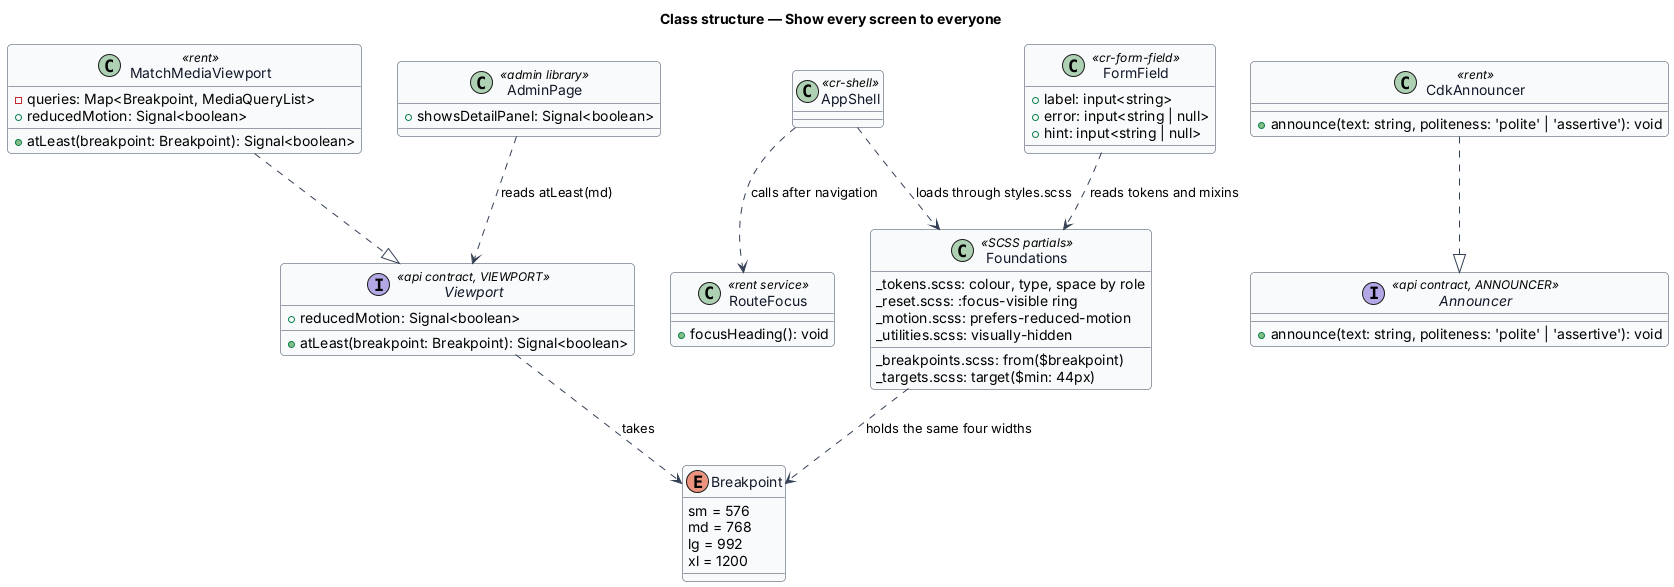 Class structure — Show every screen to everyone
«rent»
MatchMediaViewport
queries: Map<Breakpoint, MediaQueryList>
reducedMotion: Signal<boolean>
atLeast(breakpoint: Breakpoint): Signal<boolean>
«admin library»
AdminPage
showsDetailPanel: Signal<boolean>
«cr-shell»
AppShell
«cr-form-field»
FormField
label: input<string>
error: input<string | null>
hint: input<string | null>
«rent»
CdkAnnouncer
announce(text: string, politeness: 'polite' | 'assertive'): void
reads atLeast(md)
calls after navigation
loads through styles.scss
reads tokens and mixins
«api contract, VIEWPORT»
Viewport
reducedMotion: Signal<boolean>
atLeast(breakpoint: Breakpoint): Signal<boolean>
«rent service»
RouteFocus
focusHeading(): void
«SCSS partials»
Foundations
_tokens.scss: colour, type, space by role
_reset.scss: :focus-visible ring
_motion.scss: prefers-reduced-motion
_utilities.scss: visually-hidden
_breakpoints.scss: from($breakpoint)
_targets.scss: target($min: 44px)
«api contract, ANNOUNCER»
Announcer
announce(text: string, politeness: 'polite' | 'assertive'): void
takes
holds the same four widths
Breakpoint
sm = 576
md = 768
lg = 992
xl = 1200